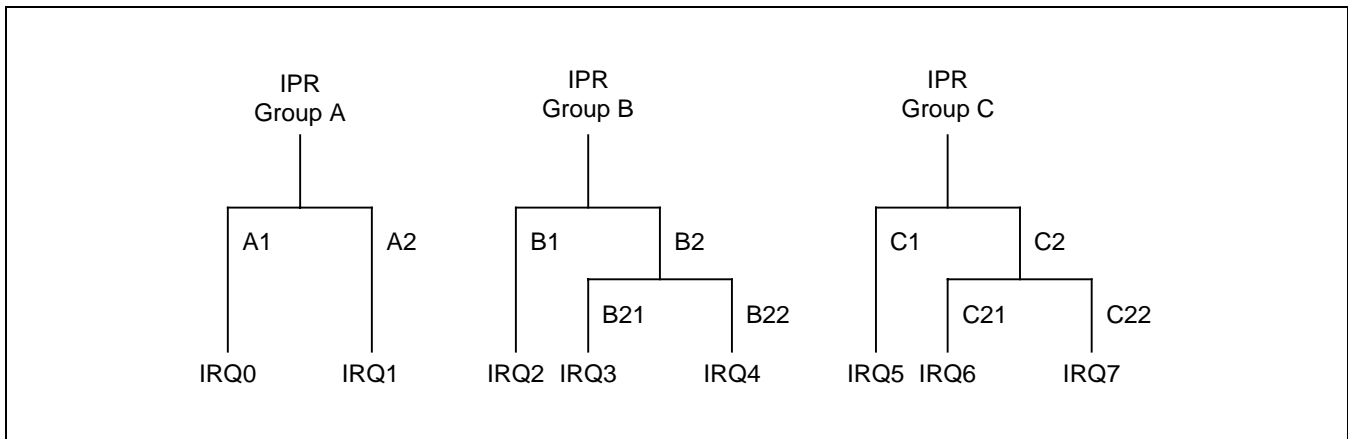 IPR
Group A
IPR
Group B
IPR
Group C
A1
A2
B1
B2
C1
C2
B21
B22
C21
C22
IRQ0
IRQ1
IRQ2
IRQ3
IRQ4
IRQ5
IRQ6
IRQ7